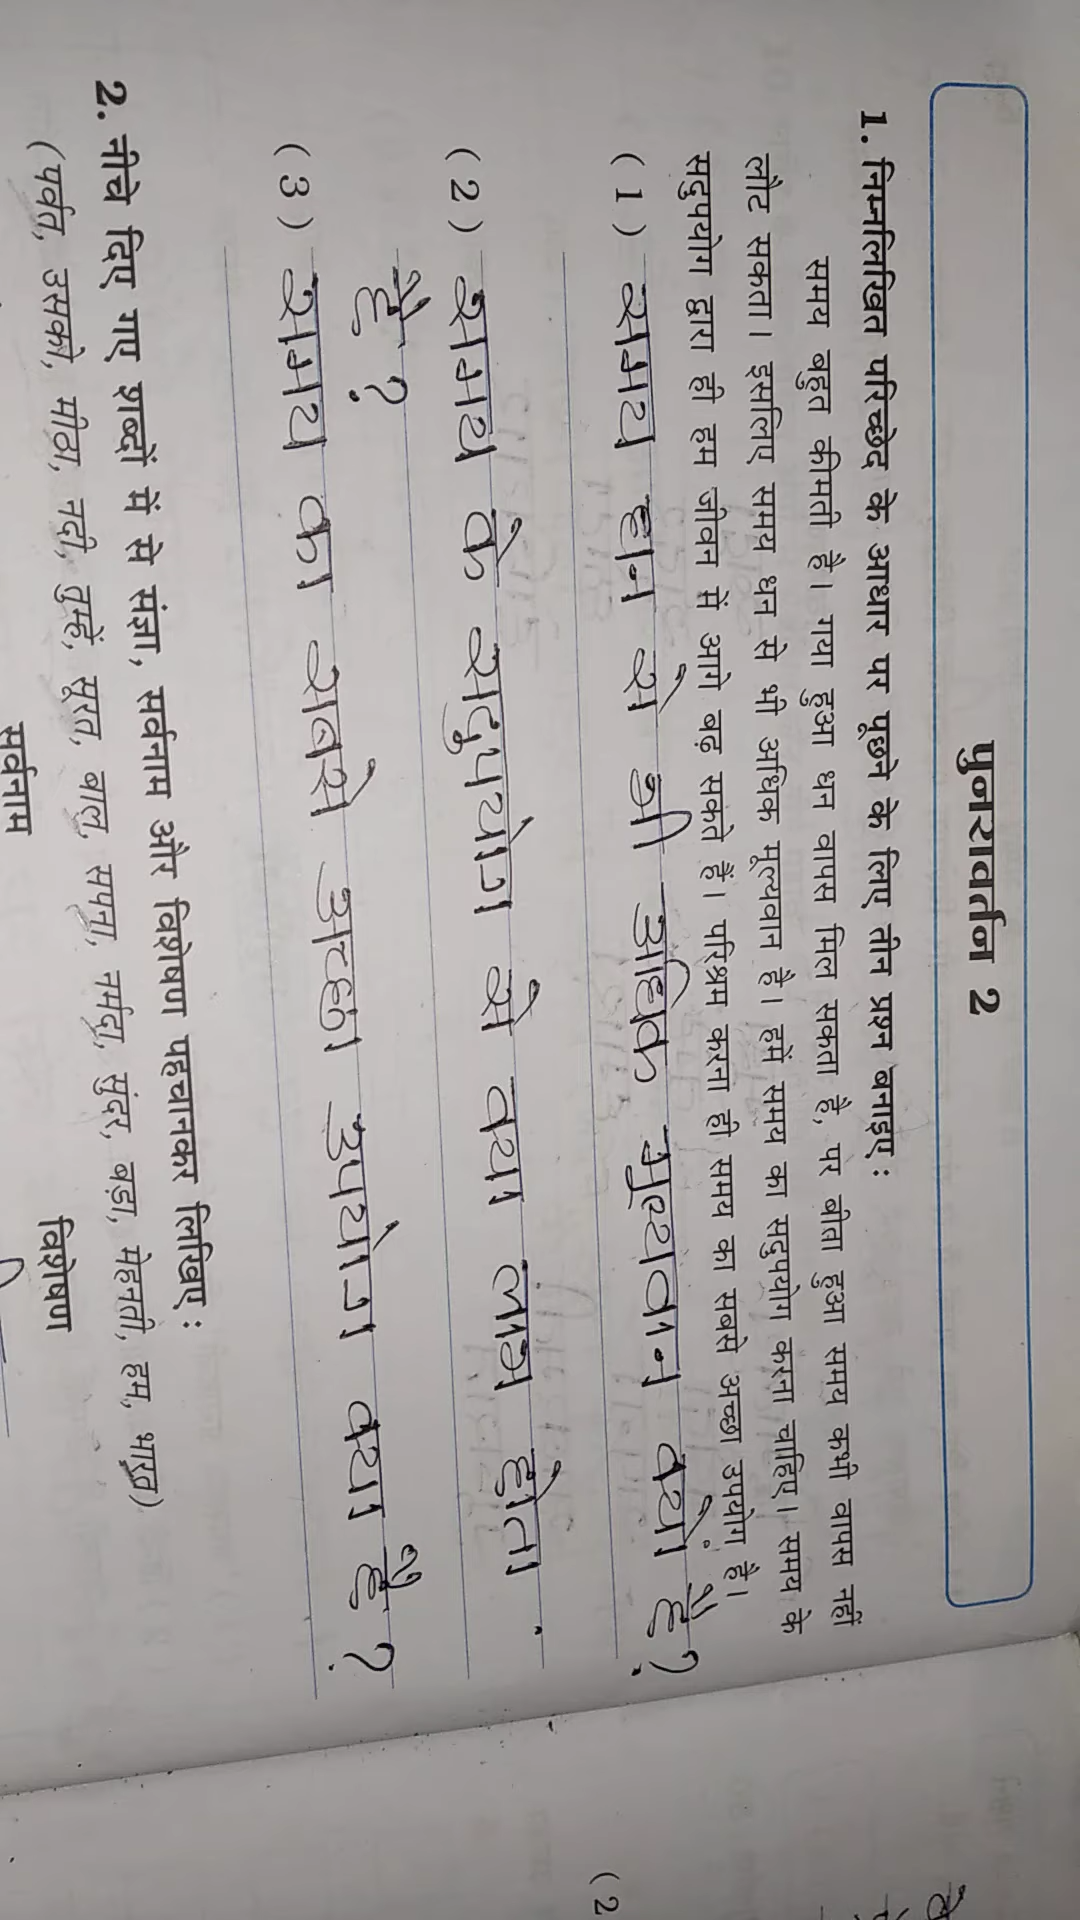 पुनरावर्तन 2
1. निम्नलिखित परिच्छेद के आधार पर पूछने के लिए तीन प्रश्न बनाइए :
समय बहुत कीमती है। गया हुआ धन वापस मिल सकता है, पर बीता हुआ समय कभी वापस नहीं
लौट सकता। इसलिए समय धन से भी अधिक मूल्यवान है। हमें समय का सदुपयोग करना चाहिए। समय के
सदुपयोग द्वारा ही हम जीवन में आगे बढ़ सकते हैं। परिश्रम करना ही समय का सबसे अच्छा उपयोग है।
(1) समय धन से भी अधिक मुल्यवान क्यों है?
(2) समय के सदुपयोग से क्या लाभ होता
है?
(3) समय का सबसे अच्छा उपयोग क्या है?
2. नीचे दिए गए शब्दों में से संज्ञा, सर्वनाम और विशेषण पहचानकर लिखिए :
(पर्वत, उसको, मीठा, नदी, तुम्हें, सूरत, बाल, सपना, नर्मदा, सुंदर, बड़ा, मेहनती, हम, भारत)
सर्वनाम विशेषण
(2